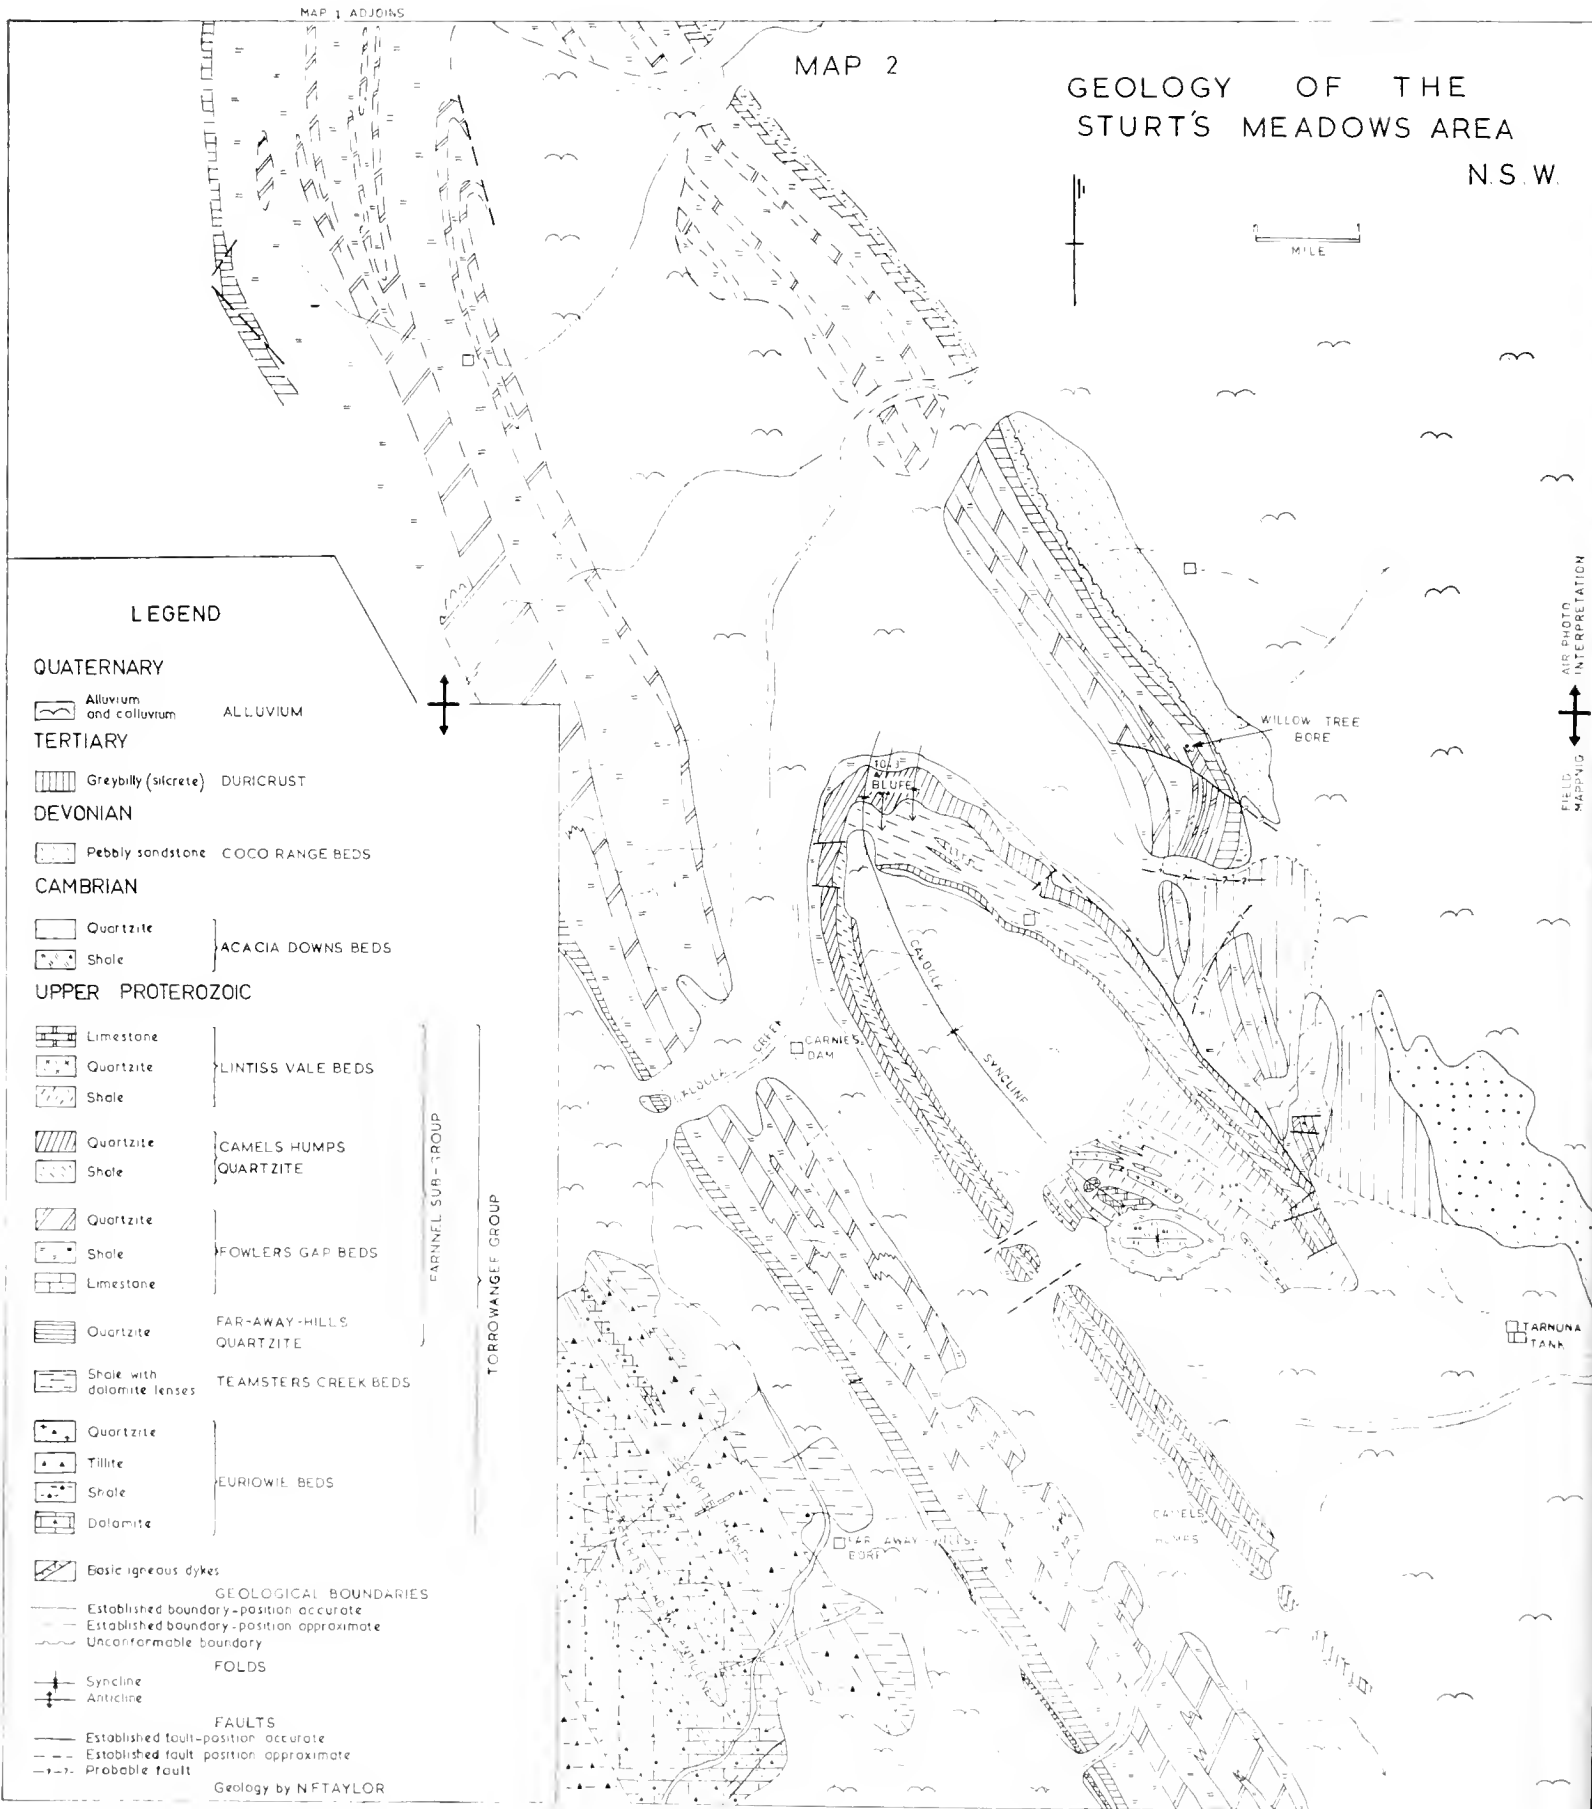 MAP 1 ADJOINS
MAP 2
GEOLOGY OF THE
STURT'S MEADOWS AREA
N.S.W.
MILE
LEGEND
QUATERNARY
Alluvium
and colluvium ALLUVIUM
TERTIARY
Greybilly (silcrete) DURICRUST
DEVONIAN
Pebbly sandstone COCO RANGE BEDS
CAMBRIAN
Quartzite
ACACIA DOWNS BEDS
Shale
UPPER PROTEROZOIC
Limestone
Quartzite LINTISS VALE BEDS
Shale
Quartzite CAMELS HUMPS
Shale QUARTZITE
Quartzite
Shale FOWLERS GAP BEDS
Limestone
Quartzite FAR-AWAY-HILLS
QUARTZITE
Shale with
dolomite lenses TEAMSTERS CREEK BEDS
Quartzite
Tillite
EURIOWIE BEDS
Shale
Dolomite
FARNNEL SUB-GROUP
TORROWANGEE GROUP
Basic igneous dykes
GEOLOGICAL BOUNDARIES
Established boundary-position accurate
Established boundary-position approximate
Unconformable boundary
FOLDS
Syncline
Anticline
FAULTS
Established fault-position accurate
Established fault position approximate
-?-?- Probable fault
Geology by N F TAYLOR
AIR PHOTO
INTERPRETATION
FIELD
MAPPNIG
WILLOW TREE
BORE
BLUFF
CALOLLA
SYNCLINE
CREEK
CARNIES
DAM
TARNUNA
TANK
CAMELS
HUMPS
FAR AWAY HILLS
BORE
ANTICLINE